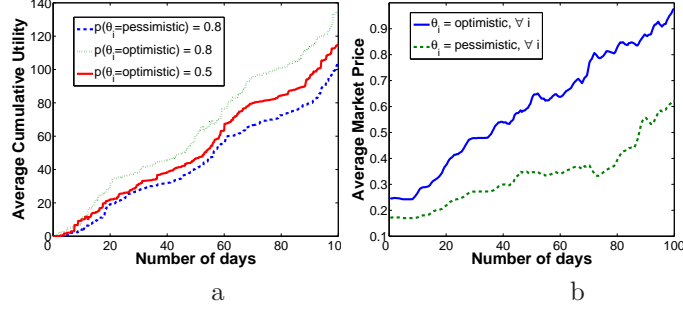 140
120
100
80
60
40
20
0
0
20
40
60
80
100
Average Cumulative Utility
Number of days
p(θi=pessimistic) = 0.8
p(θi=optimistic) = 0.8
p(θi=optimistic) = 0.5
a
1
0.9
0.8
0.7
0.6
0.5
0.4
0.3
0.2
0.1
0
20
40
60
80
100
Average Market Price
Number of days
θi = optimistic, ∀ i
θi = pessimistic, ∀ i
b